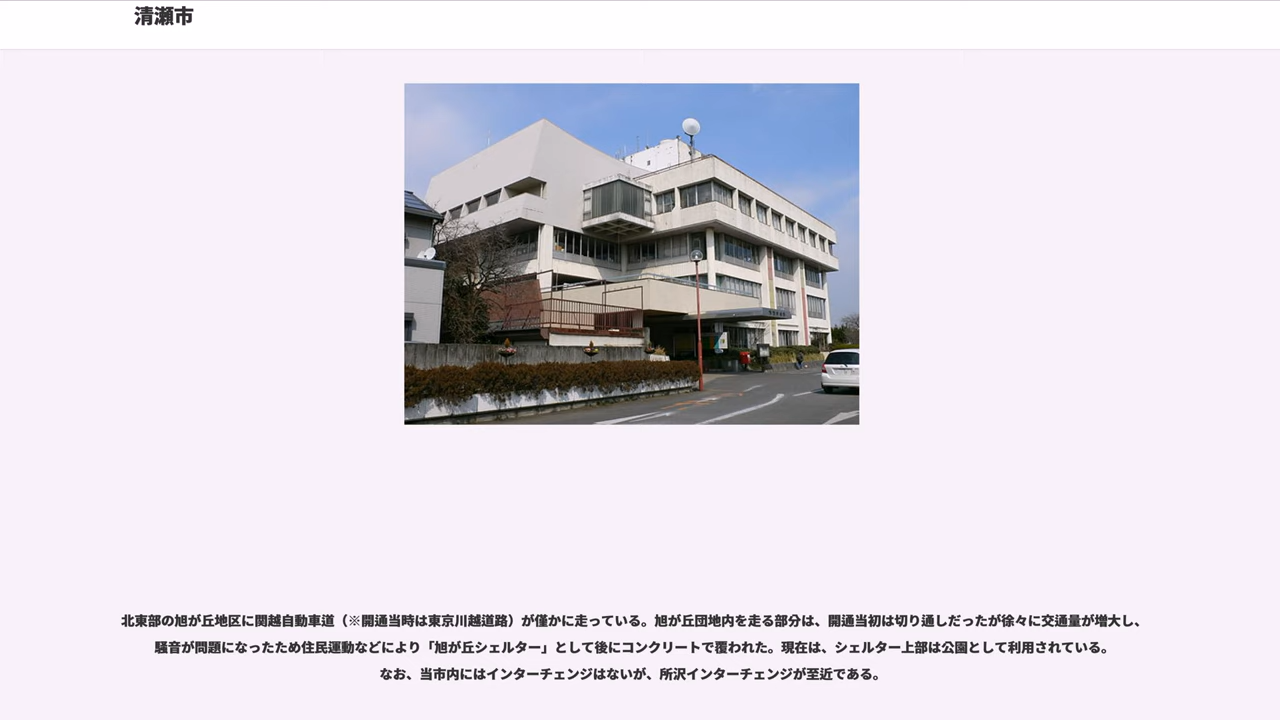 清瀬市
北東部の旭が丘地区に関越自動車道（※開通当時は東京川越道路）が僅かに走っている。旭が丘団地内を走る部分は、開通当初は切り通しだったが徐々に交通量が増大し、
騒音が問題になったため住民運動などにより「旭が丘シェルター」として後にコンクリートで覆われた。現在は、シェルター上部は公園として利用されている。
なお、当市内にはインターチェンジはないが、所沢インターチェンジが至近である。